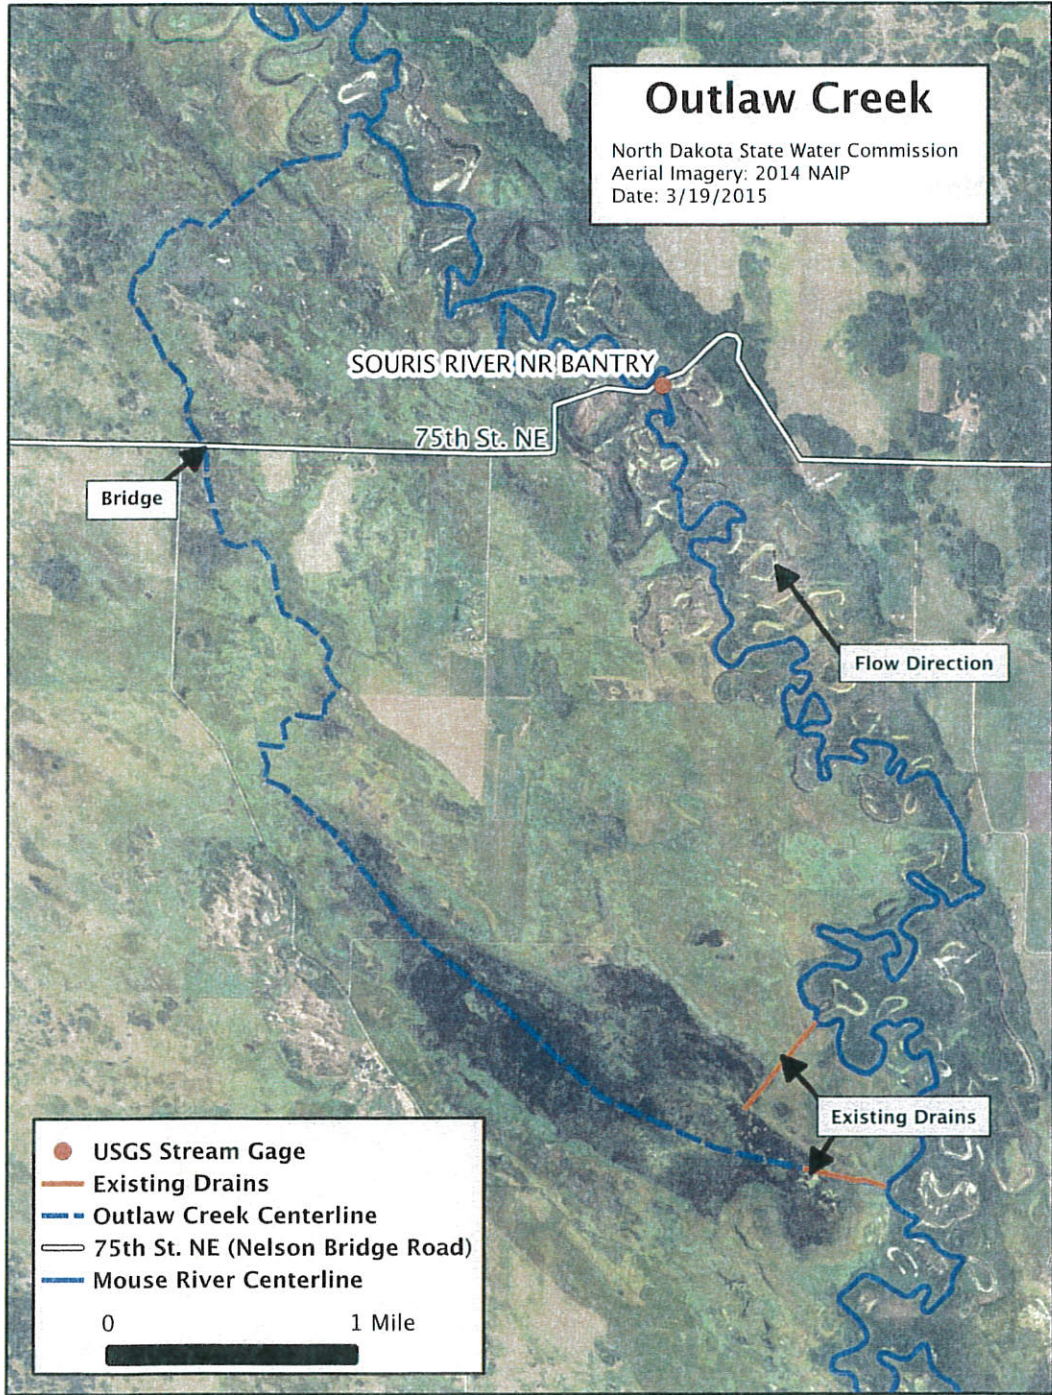 Outlaw Creek
North Dakota State Water Commission
Aerial Imagery: 2014 NAIP
Date: 3/19/2015
SOURIS RIVER NR BANTRY
75th St. NE
Bridge
Flow Direction
Existing Drains
USGS Stream Gage
Existing Drains
Outlaw Creek Centerline
75th St. NE (Nelson Bridge Road)
Mouse River Centerline
0 1 Mile